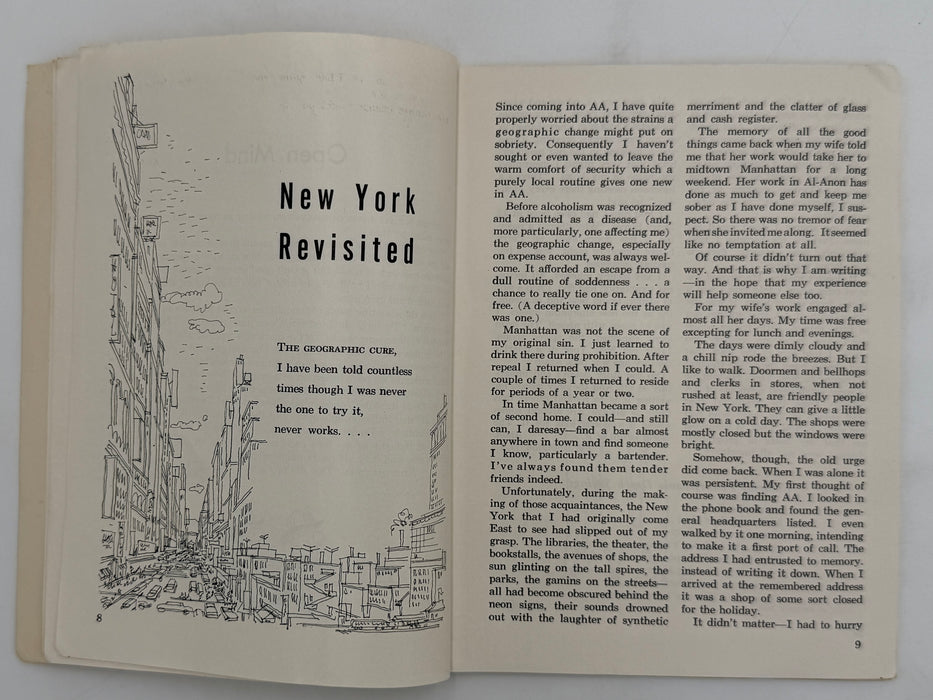 New York
Revisited
THE GEOGRAPHIC CURE,
I have been told countless
times though I was never
the one to try it,
never works. . . .
8
Since coming into AA, I have quite
properly worried about the strains a
geographic change might put on
sobriety. Consequently I haven't
sought or even wanted to leave the
warm comfort of security which a
purely local routine gives one new
in AA.
Before alcoholism was recognized
and admitted as a disease (and,
more particularly, one affecting me)
the geographic change, especially
on expense account, was always wel-
come. It afforded an escape from a
dull routine of soddenness . . . a
chance to really tie one on. And for
free. (A deceptive word if ever there
was one.)
Manhattan was not the scene of
my original sin. I just learned to
drink there during prohibition. After
repeal I returned when I could. A
couple of times I returned to reside
for periods of a year or two.
In time Manhattan became a sort
of second home. I could—and still
can, I daresay—find a bar almost
anywhere in town and find someone
I know, particularly a bartender.
I've always found them tender
friends indeed.
Unfortunately, during the mak-
ing of those acquaintances, the New
York that I had originally come
East to see had slipped out of my
grasp. The libraries, the theater, the
bookstalls, the avenues of shops, the
sun glinting on the tall spires, the
parks, the gamins on the streets—
all had become obscured behind the
neon signs, their sounds drowned
out with the laughter of synthetic
merriment and the clatter of glass
and cash register.
The memory of all the good
things came back when my wife told
me that her work would take her to
midtown Manhattan for a long
weekend. Her work in Al-Anon has
done as much to get and keep me
sober as I have done myself, I sus-
pect. So there was no tremor of fear
when she invited me along. It seemed
like no temptation at all.
Of course it didn't turn out that
way. And that is why I am writing
—in the hope that my experience
will help someone else too.
For my wife's work engaged al-
most all her days. My time was free
excepting for lunch and evenings.
The days were dimly cloudy and
a chill nip rode the breezes. But I
like to walk. Doormen and bellhops
and clerks in stores, when not
rushed at least, are friendly people
in New York. They can give a little
glow on a cold day. The shops were
mostly closed but the windows were
bright.
Somehow, though, the old urge
did come back. When I was alone it
was persistent. My first thought of
course was finding AA. I looked in
the phone book and found the gen-
eral headquarters listed. I even
walked by it one morning, intending
to make it a first port of call. The
address I had entrusted to memory.
instead of writing it down. When I
arrived at the remembered address
it was a shop of some sort closed
for the holiday.
It didn't matter—I had to hurry
9